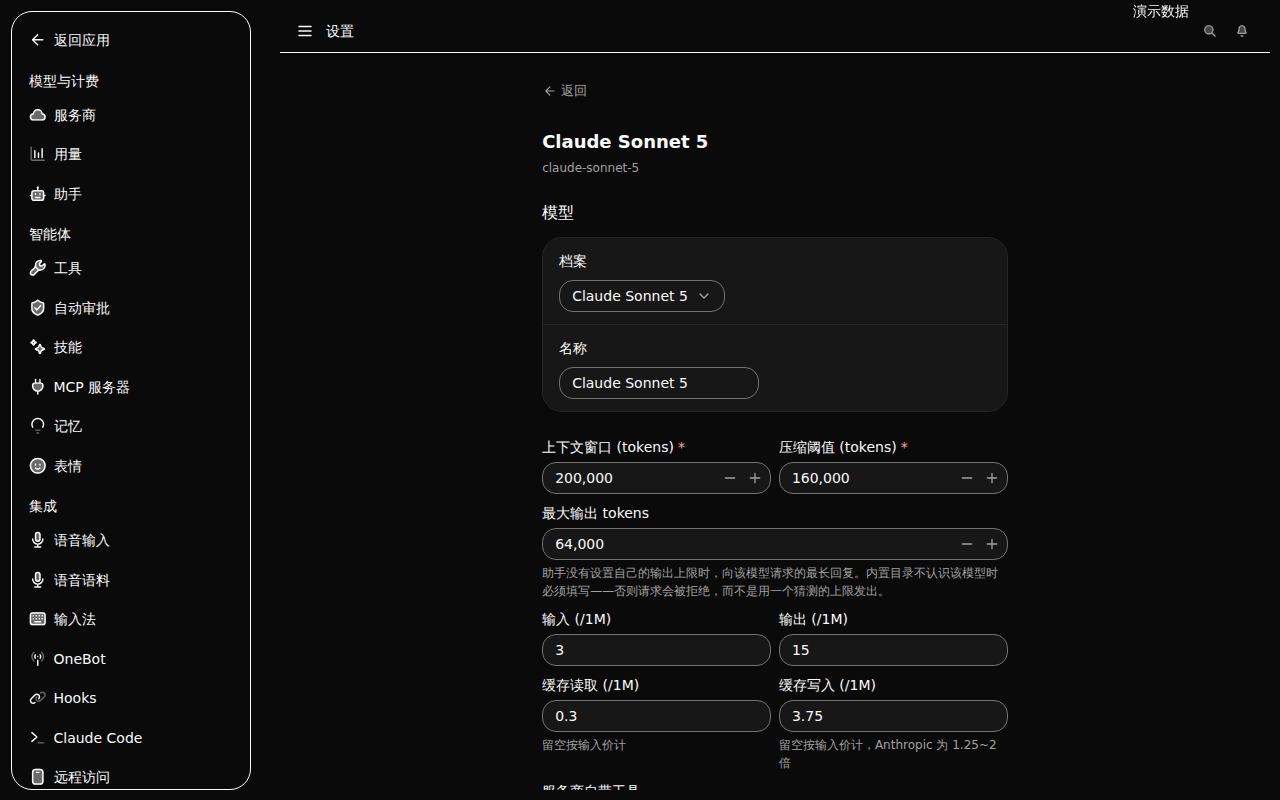 演示数据
返回应用
模型与计费
服务商
用量
助手
智能体
工具
自动审批
技能
MCP 服务器
记忆
表情
集成
语音输入
语音语料
输入法
OneBot
Hooks
Claude Code
远程访问
设置
返回
Claude Sonnet 5
claude-sonnet-5
模型
档案
Claude Sonnet 5
名称
Claude Sonnet 5
上下文窗口 (tokens) *
压缩阈值 (tokens) *
200,000
160,000
最大输出 tokens
64,000
助手没有设置自己的输出上限时，向该模型请求的最长回复。内置目录不认识该模型时
必须填写——否则请求会被拒绝，而不是用一个猜测的上限发出。
输入 (/1M)
输出 (/1M)
3
15
缓存读取 (/1M)
缓存写入 (/1M)
0.3
3.75
留空按输入价计
留空按输入价计，Anthropic 为 1.25~2
倍
服务商自带工具